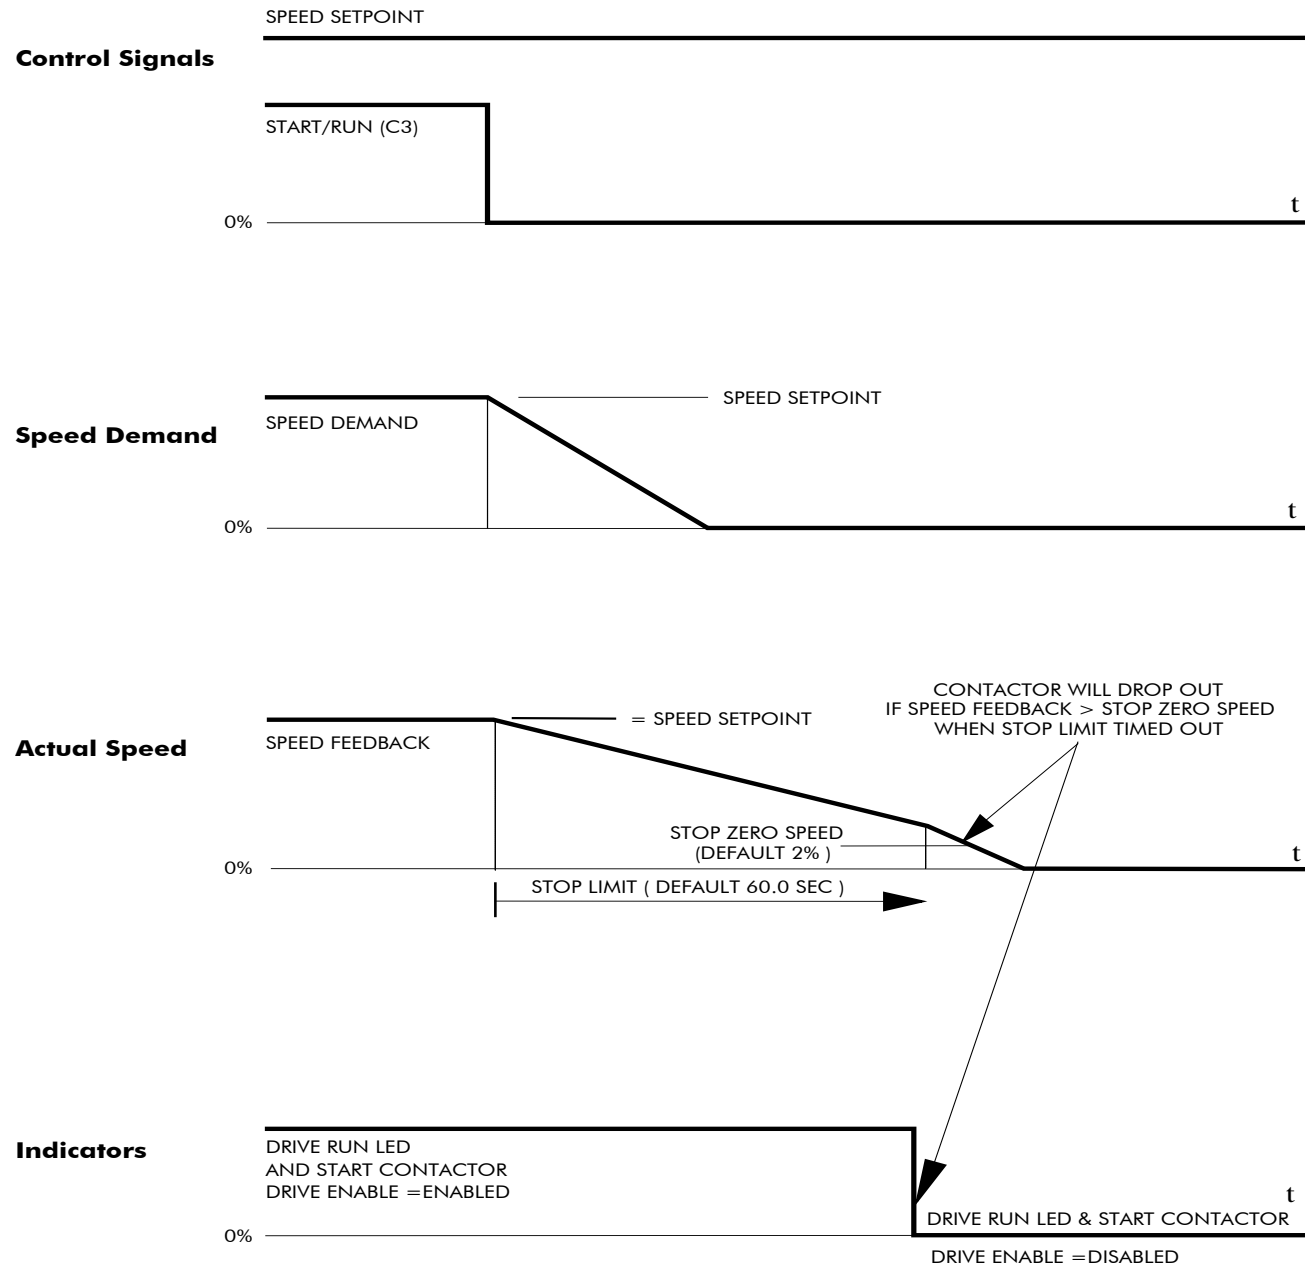 SPEED SETPOINT
Control Signals
START/RUN (C3)
0%
t
SPEED SETPOINT
Speed Demand
SPEED DEMAND
0%
t
CONTACTOR WILL DROP OUT
IF SPEED FEEDBACK > STOP ZERO SPEED
WHEN STOP LIMIT TIMED OUT
= SPEED SETPOINT
Actual Speed
SPEED FEEDBACK
STOP ZERO SPEED
(DEFAULT 2% )
0%
t
STOP LIMIT ( DEFAULT 60.0 SEC )
Indicators
DRIVE RUN LED
AND START CONTACTOR
DRIVE ENABLE =ENABLED
t
DRIVE RUN LED & START CONTACTOR
0%
DRIVE ENABLE =DISABLED